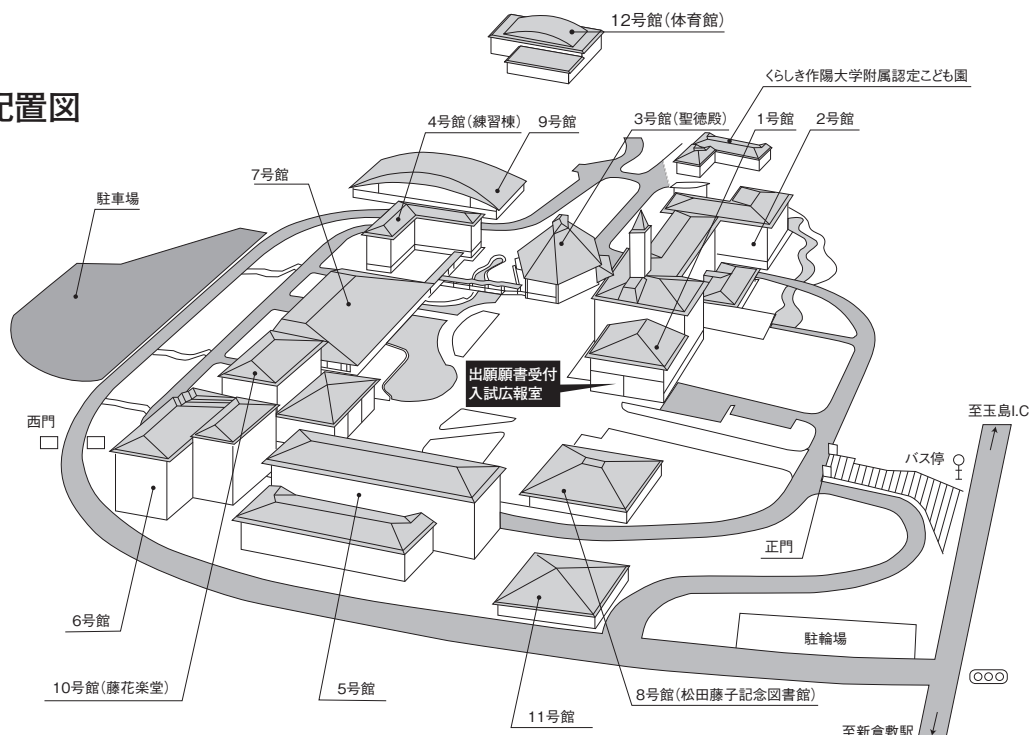 配置図
12号館(体育館)
くらしき作陽大学附属認定こども園
4号館(練習棟)
9号館
3号館(聖徳殿)
1号館
2号館
7号館
駐車場
出願願書受付
入試広報室
西門
至玉島I.C
バス停
正門
6号館
駐輪場
10号館(藤花楽堂)
5号館
8号館(松田藤子記念図書館)
11号館
至新倉敷駅